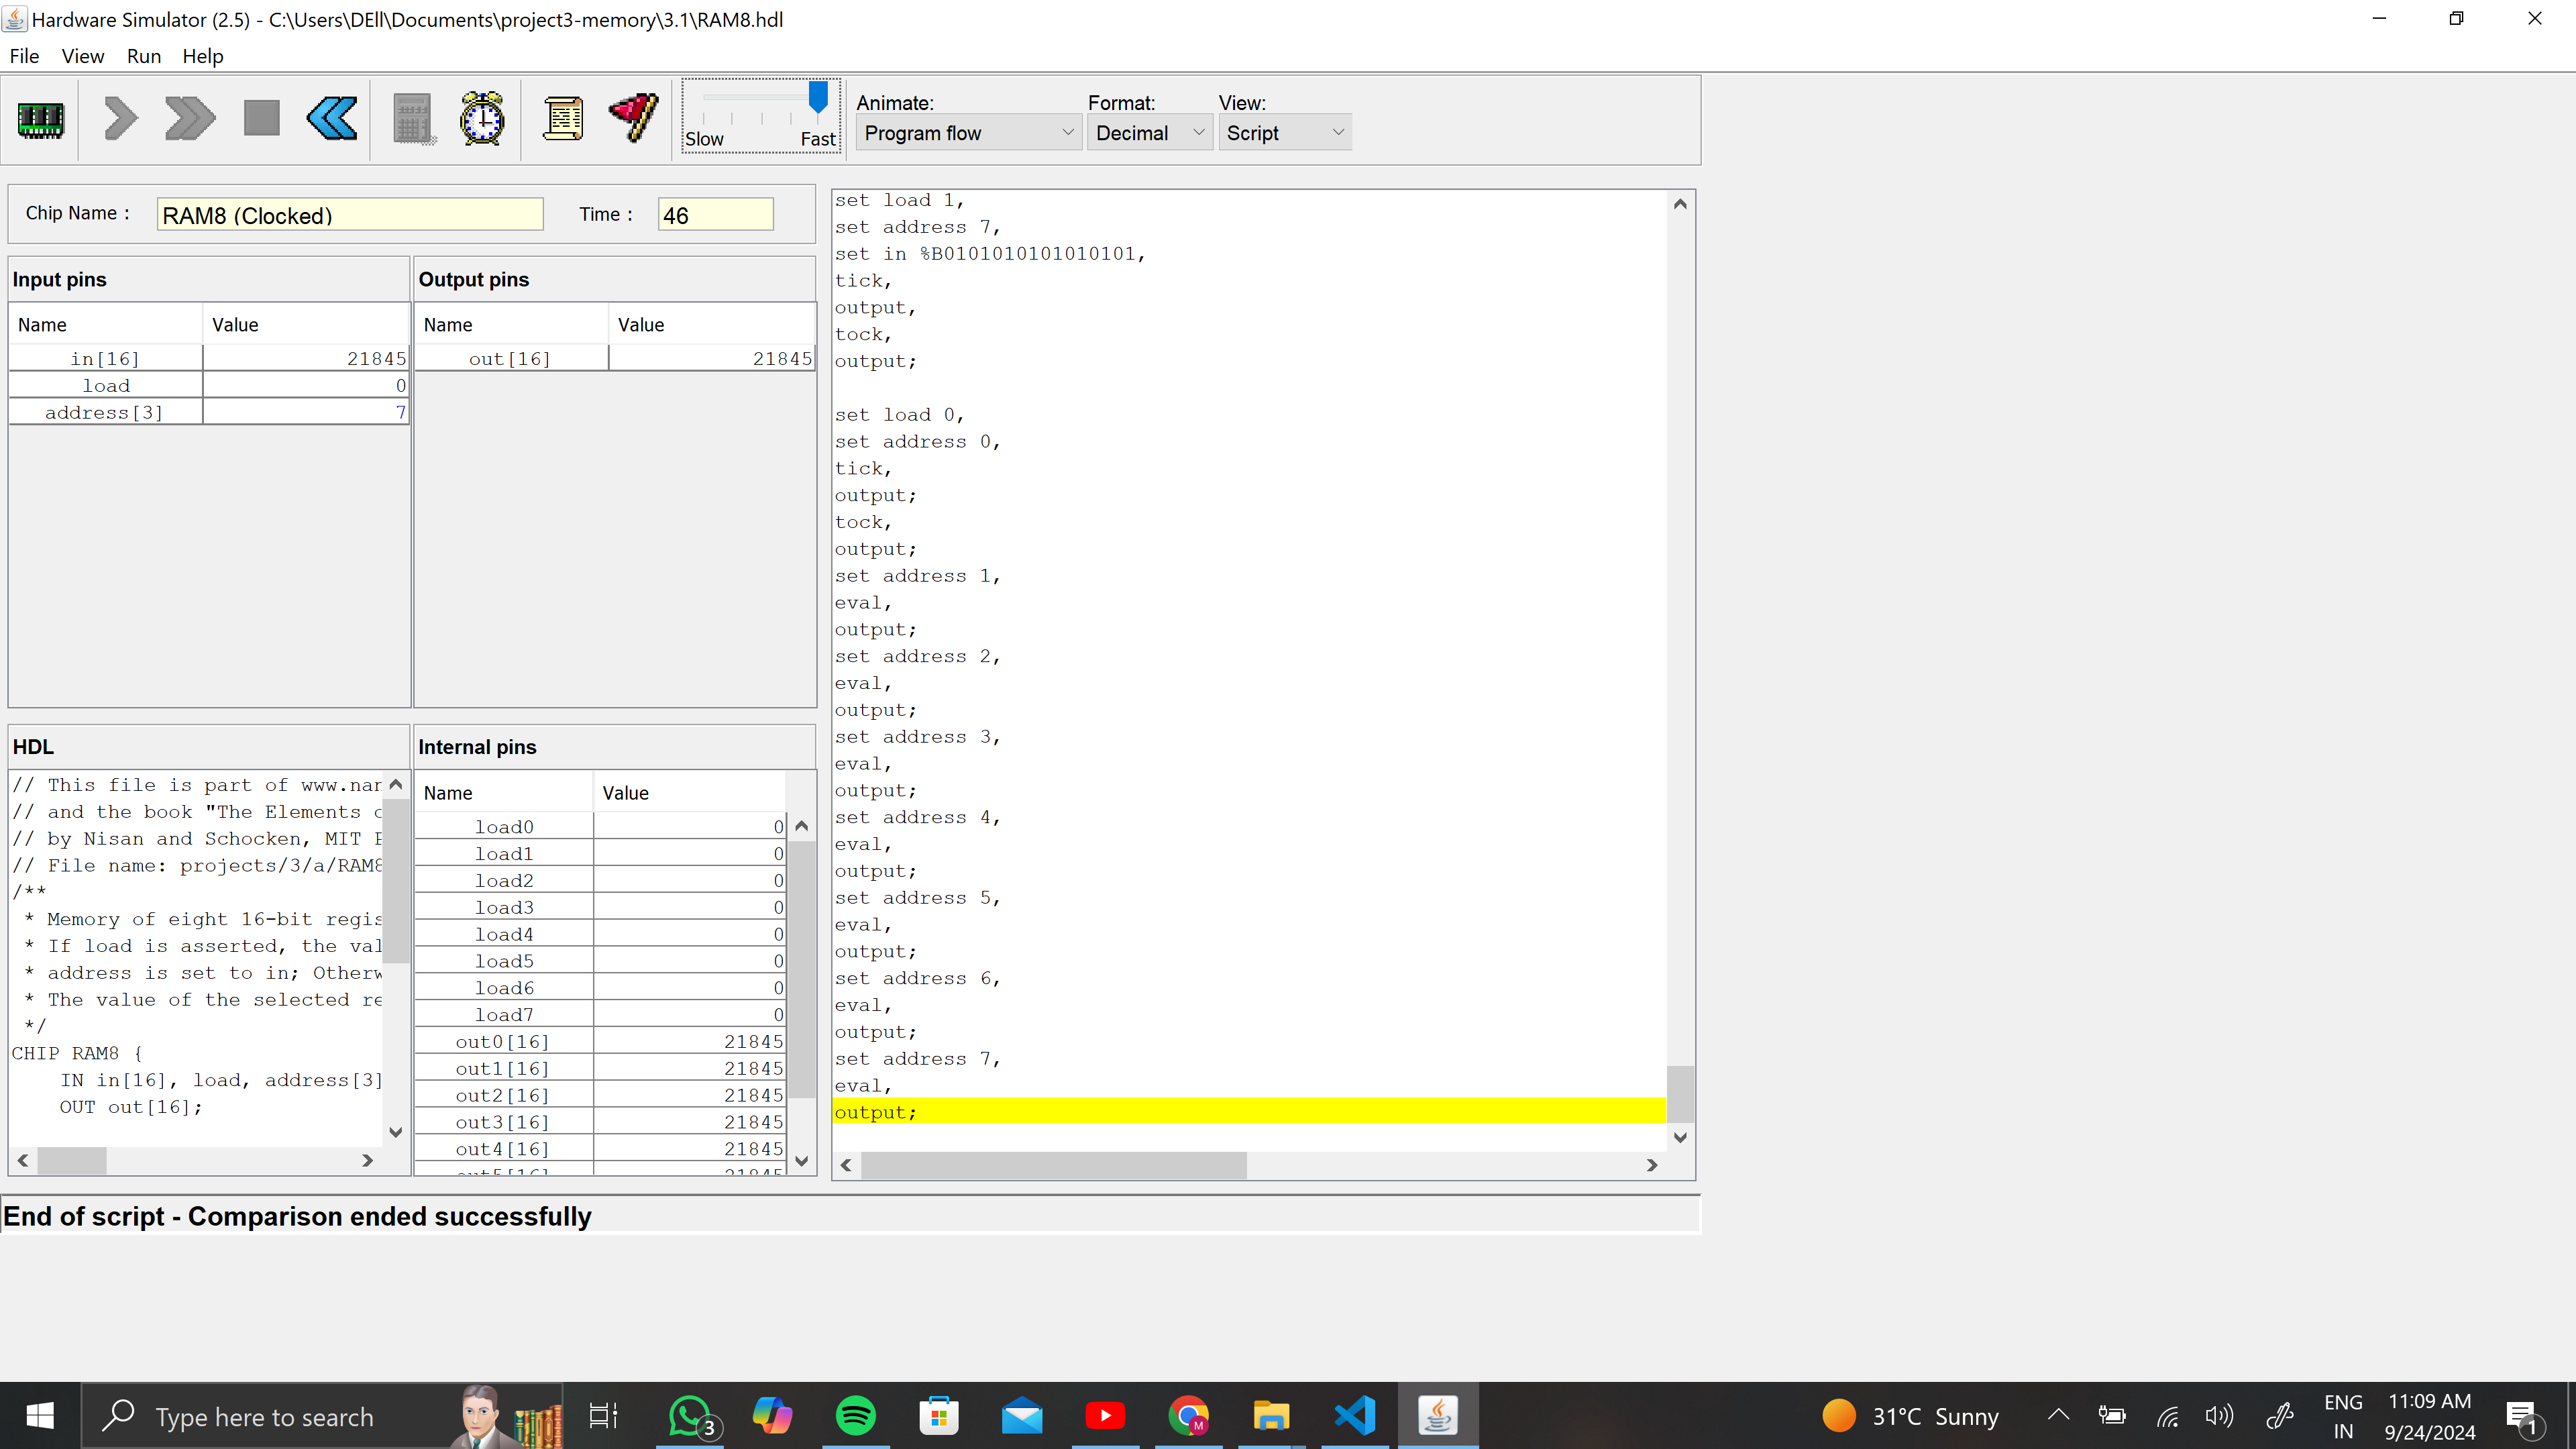 Hardware Simulator (2.5) - C:\Users\DEll\Documents\project3-memory\3.1\RAM8.hdl
File View Run Help
Slow Fast
Animate: Format: View:
Program flow Decimal Script
Chip Name : RAM8 (Clocked) Time : 46
Input pins
Name Value
in[16] 21845
load 0
address[3] 7
Output pins
Name Value
out[16] 21845
HDL
// This file is part of www.nan
// and the book "The Elements o
// by Nisan and Schocken, MIT P
// File name: projects/3/a/RAM8
/**
* Memory of eight 16-bit regis
* If load is asserted, the val
* address is set to in; Otherw
* The value of the selected re
*/
CHIP RAM8 {
IN in[16], load, address[3]
OUT out[16];
Internal pins
Name Value
load0 0
load1 0
load2 0
load3 0
load4 0
load5 0
load6 0
load7 0
out0[16] 21845
out1[16] 21845
out2[16] 21845
out3[16] 21845
out4[16] 21845
out5[16] 21845
set load 1,
set address 7,
set in %B0101010101010101,
tick,
output,
tock,
output;
set load 0,
set address 0,
tick,
output;
tock,
output;
set address 1,
eval,
output;
set address 2,
eval,
output;
set address 3,
eval,
output;
set address 4,
eval,
output;
set address 5,
eval,
output;
set address 6,
eval,
output;
set address 7,
eval,
output;
End of script - Comparison ended successfully
Type here to search
3
M
31°C Sunny
ENG
IN
11:09 AM
9/24/2024
1